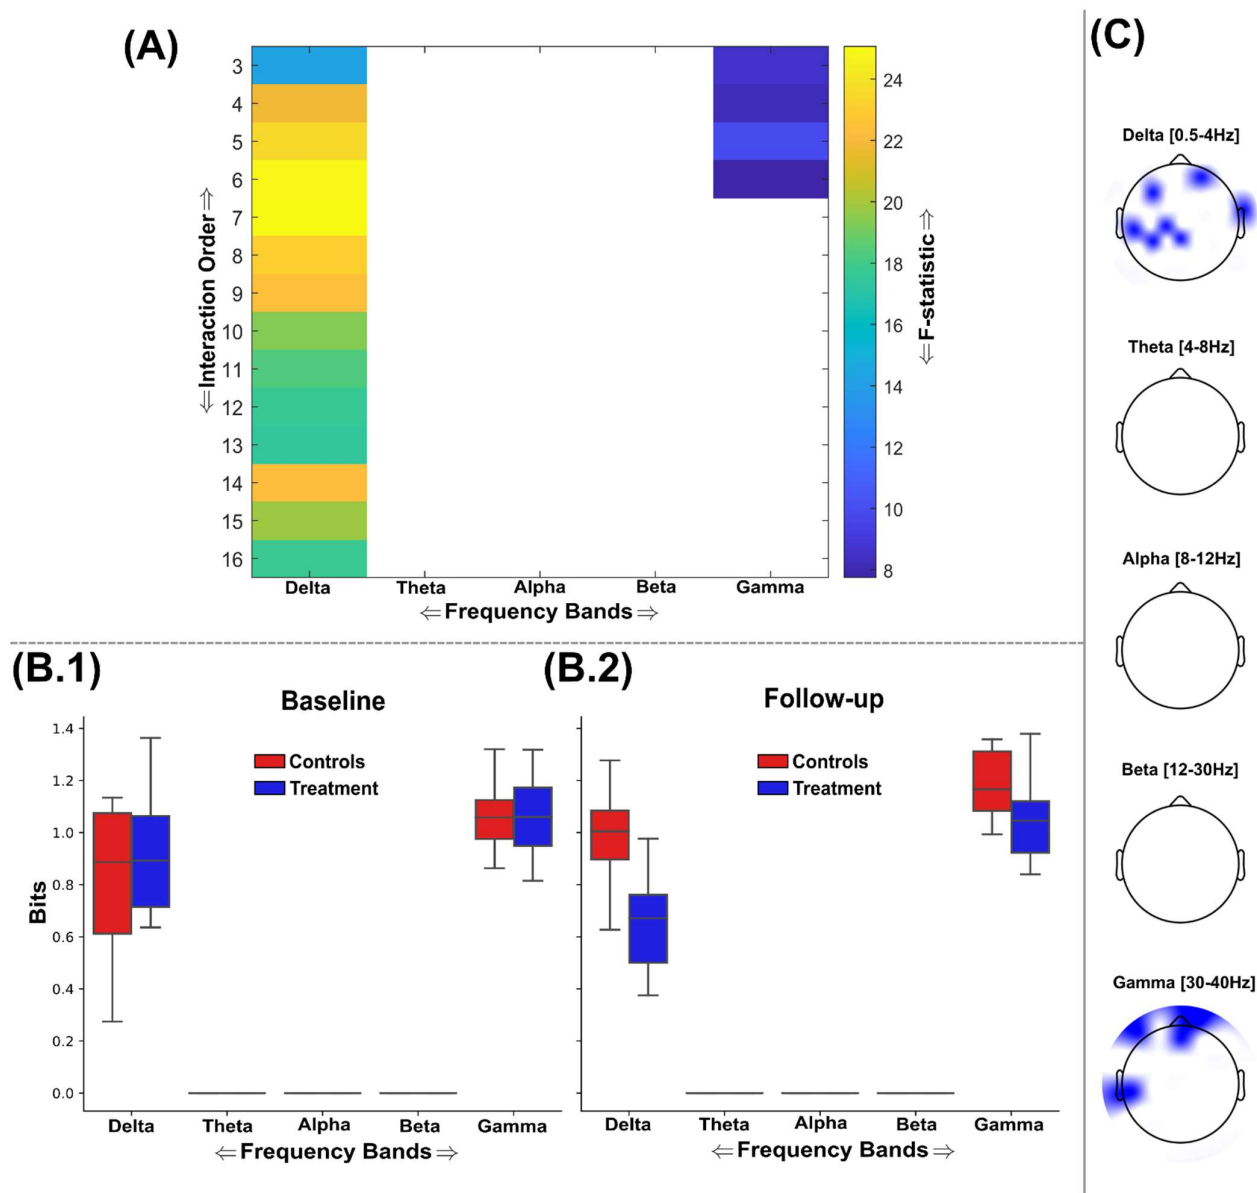 (A)
3
4
5
6
7
8
9
10
11
12
13
14
15
16
⇐Interaction Order⇒
Delta Theta Alpha Beta Gamma
⇐Frequency Bands⇒
24
22
20
18
16
14
12
10
8
⇐F-statistic⇒
(B.1)
Baseline
Controls
Treatment
1.4
1.2
1.0
0.8
0.6
0.4
0.2
0.0
Bits
Delta Theta Alpha Beta Gamma
⇐Frequency Bands⇒
(B.2)
Follow-up
Controls
Treatment
Delta Theta Alpha Beta Gamma
⇐Frequency Bands⇒
(C)
Delta [0.5-4Hz]
Theta [4-8Hz]
Alpha [8-12Hz]
Beta [12-30Hz]
Gamma [30-40Hz]